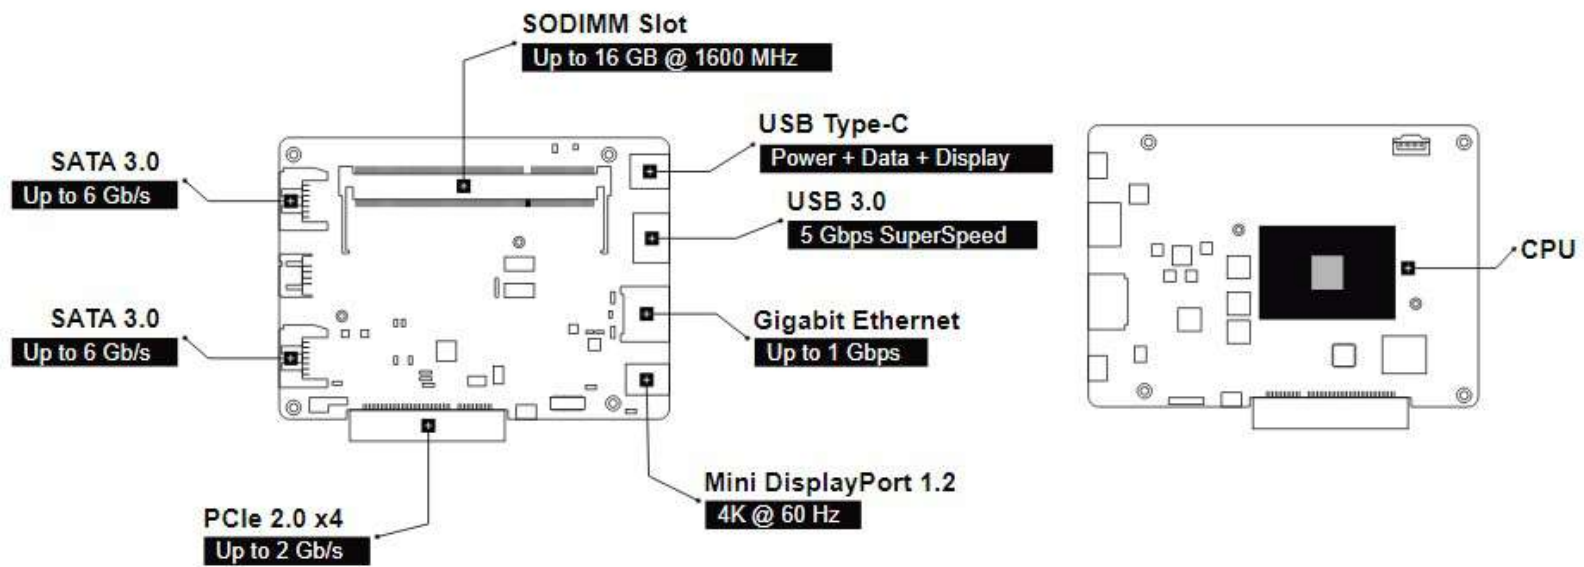 SODIMM Slot
Up to 16 GB @ 1600 MHz
USB Type-C
Power + Data + Display
SATA 3.0
Up to 6 Gb/s
USB 3.0
5 Gbps SuperSpeed
CPU
SATA 3.0
Up to 6 Gb/s
Gigabit Ethernet
Up to 1 Gbps
Mini DisplayPort 1.2
4K @ 60 Hz
PCIe 2.0 x4
Up to 2 Gb/s